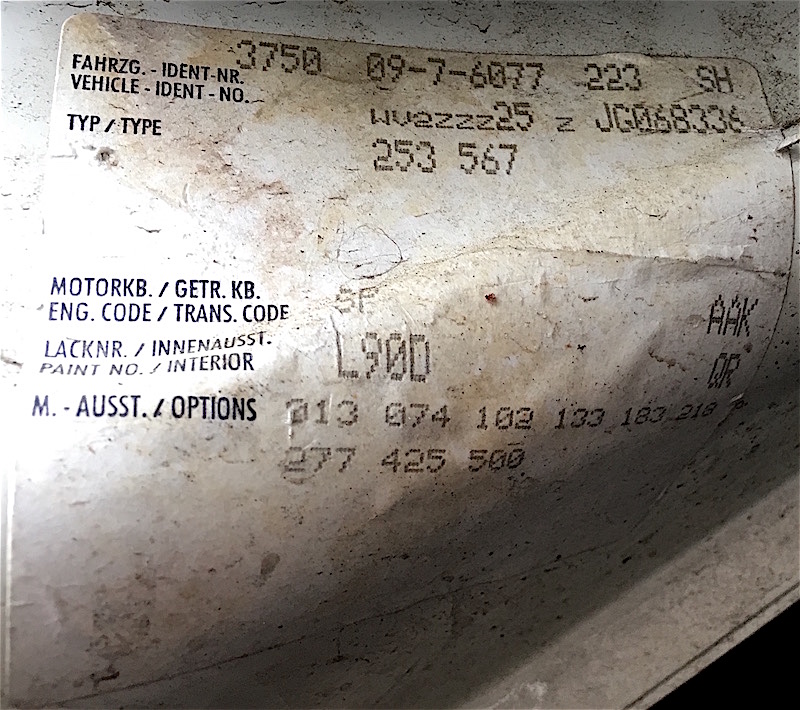 3750 09-7-6077 223 SH
FAHRZG. - IDENT-NR.
VEHICLE - IDENT - NO.
WV2ZZZ25 Z JG068336
TYP / TYPE
253 567
MOTORKB. / GETR. KB.
ENG. CODE / TRANS. CODE
SP AAK
LACKNR. / INNENAUSST.
PAINT NO. / INTERIOR
L90D QR
M. - AUSST. / OPTIONS
013 074 102 133 183 218
277 425 500